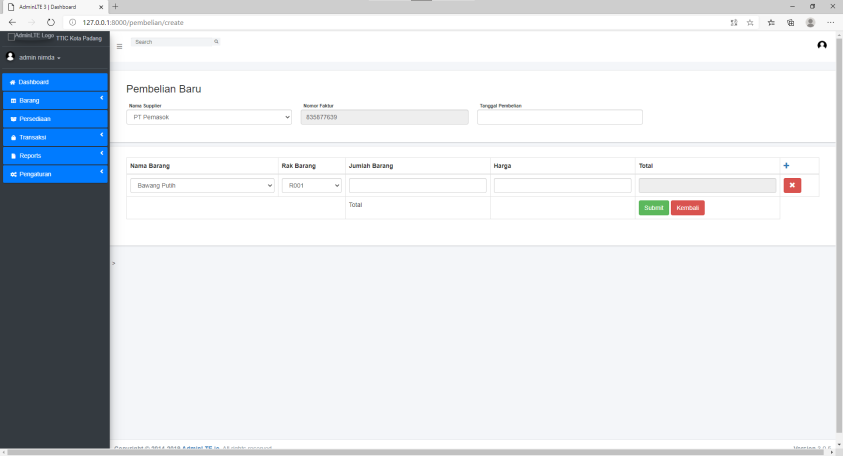 AdminLTE 3 | Dashboard
127.0.0.1:8000/pembelian/create
AdminLTE Logo TTIC Kota Padang
Search
admin nimda
Dashboard
Barang
Persediaan
Transaksi
Reports
Pengaturan
Pembelian Baru
Nama Supplier
Nomor Faktur
Tanggal Pembelian
PT Pemasok
835877639
Nama Barang
Rak Barang
Jumlah Barang
Harga
Total
+
Bawang Putih
R001
Total
Submit
Kembali
>
Copyright © 2014-2019 AdminLTE.io. All rights reserved.
Version 3.0.5